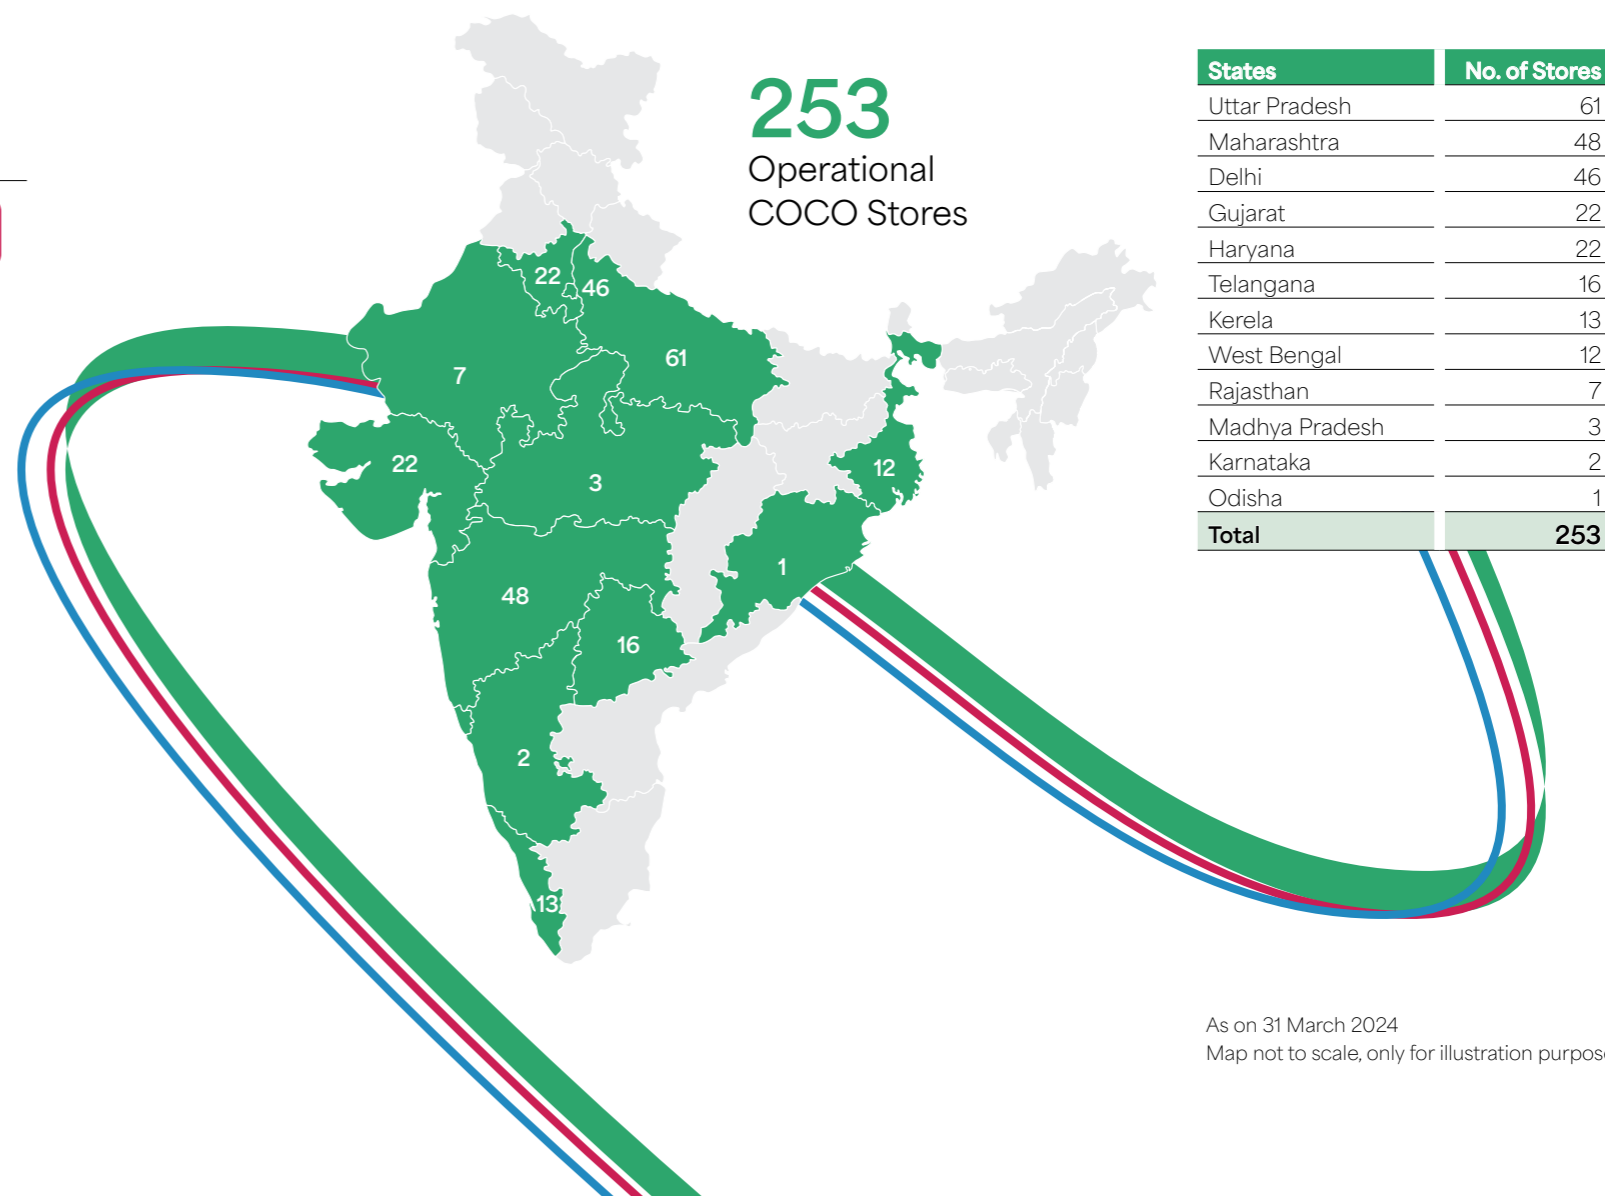 253
Operational
COCO Stores
States No. of Stores
Uttar Pradesh 61
Maharashtra 48
Delhi 46
Gujarat 22
Haryana 22
Telangana 16
Kerela 13
West Bengal 12
Rajasthan 7
Madhya Pradesh 3
Karnataka 2
Odisha 1
Total 253
22
46
61
7
22
3
12
1
48
16
2
13
As on 31 March 2024
Map not to scale, only for illustration